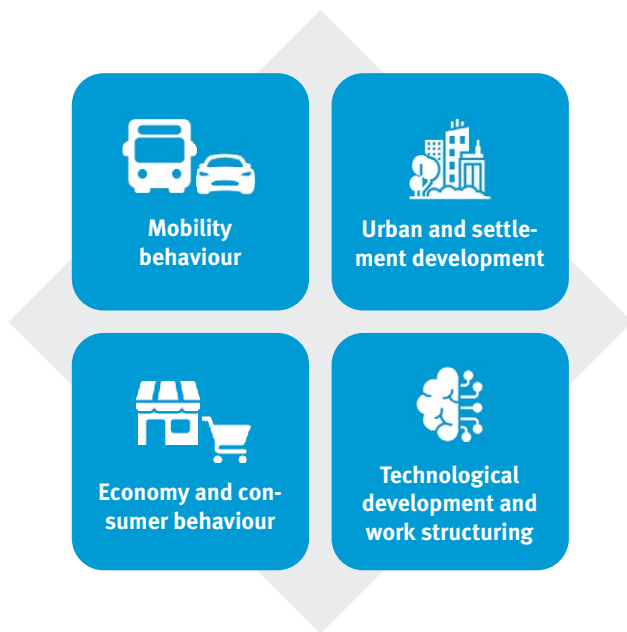 Mobility
behaviour
Urban and settle-
ment development
Economy and con-
sumer behaviour
Technological
development and
work structuring